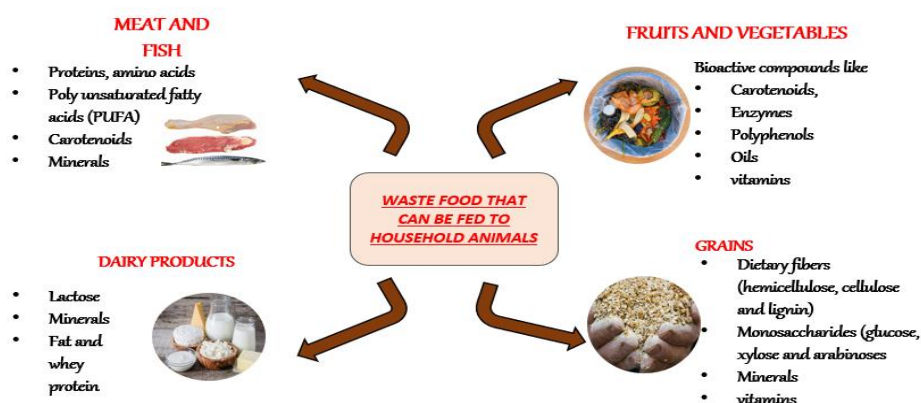 MEAT AND
FISH
• Proteins, amino acids
• Poly unsaturated fatty
acids (PUFA)
• Carotenoids
• Minerals
FRUITS AND VEGETABLES
Bioactive compounds like
• Carotenoids,
• Enzymes
• Polyphenols
• Oils
• vitamins
WASTE FOOD THAT
CAN BE FED TO
HOUSEHOLD ANIMALS
DAIRY PRODUCTS
• Lactose
• Minerals
• Fat and
whey
protein
GRAINS
• Dietary fibers
(hemicellulose, cellulose
and lignin)
• Monosaccharides (glucose,
xylose and arabinoses
• Minerals
• vitamins